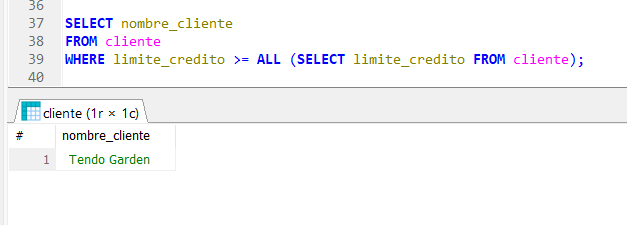 36
37 SELECT nombre_cliente
38 FROM cliente
39 WHERE limite_credito >= ALL (SELECT limite_credito FROM cliente);
40
cliente (1r × 1c)
# nombre_cliente
1 Tendo Garden